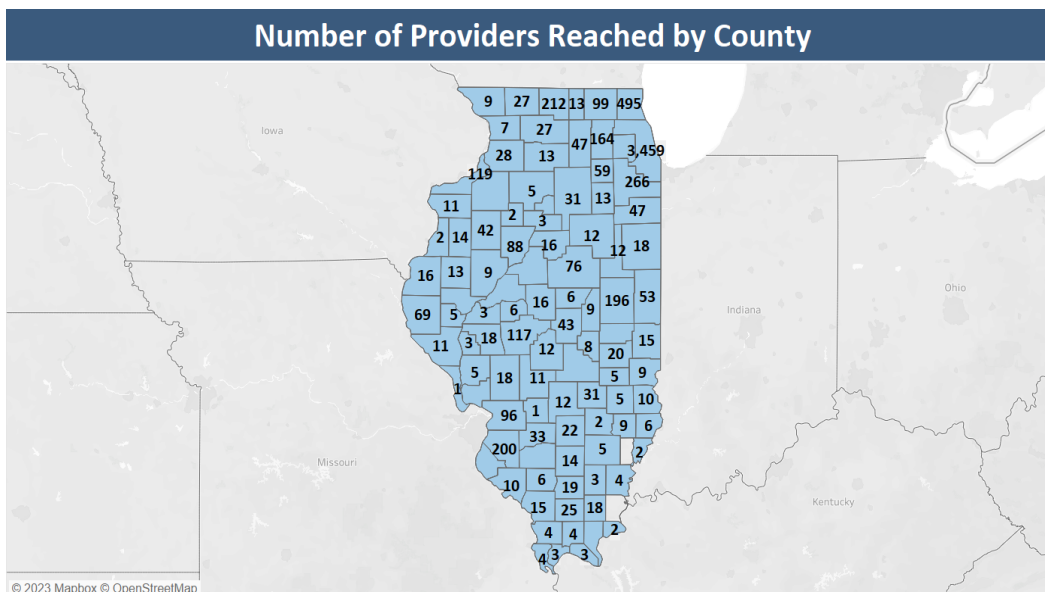 Number of Providers Reached by County
9 27 212 13 99 495
7 27 47 164
Iowa
28 13 3,459
119 59 266
5 31 13
11 47
2 3
2 14 42 88 16 12 12 18
16 13 9 76
Ohio
16 6 196 53
69 5 3 6 9 Indiana
43
11 3 18 117 12 8 20 15
5 18 11 5 9
1
12 31 5 10
96 1
33 22 2 9 6
200 5 2
Missouri
14
10 6 19 3 4
Kentucky
15 25 18
4 4 2
4 3 3
© 2023 Mapbox © OpenStreetMap